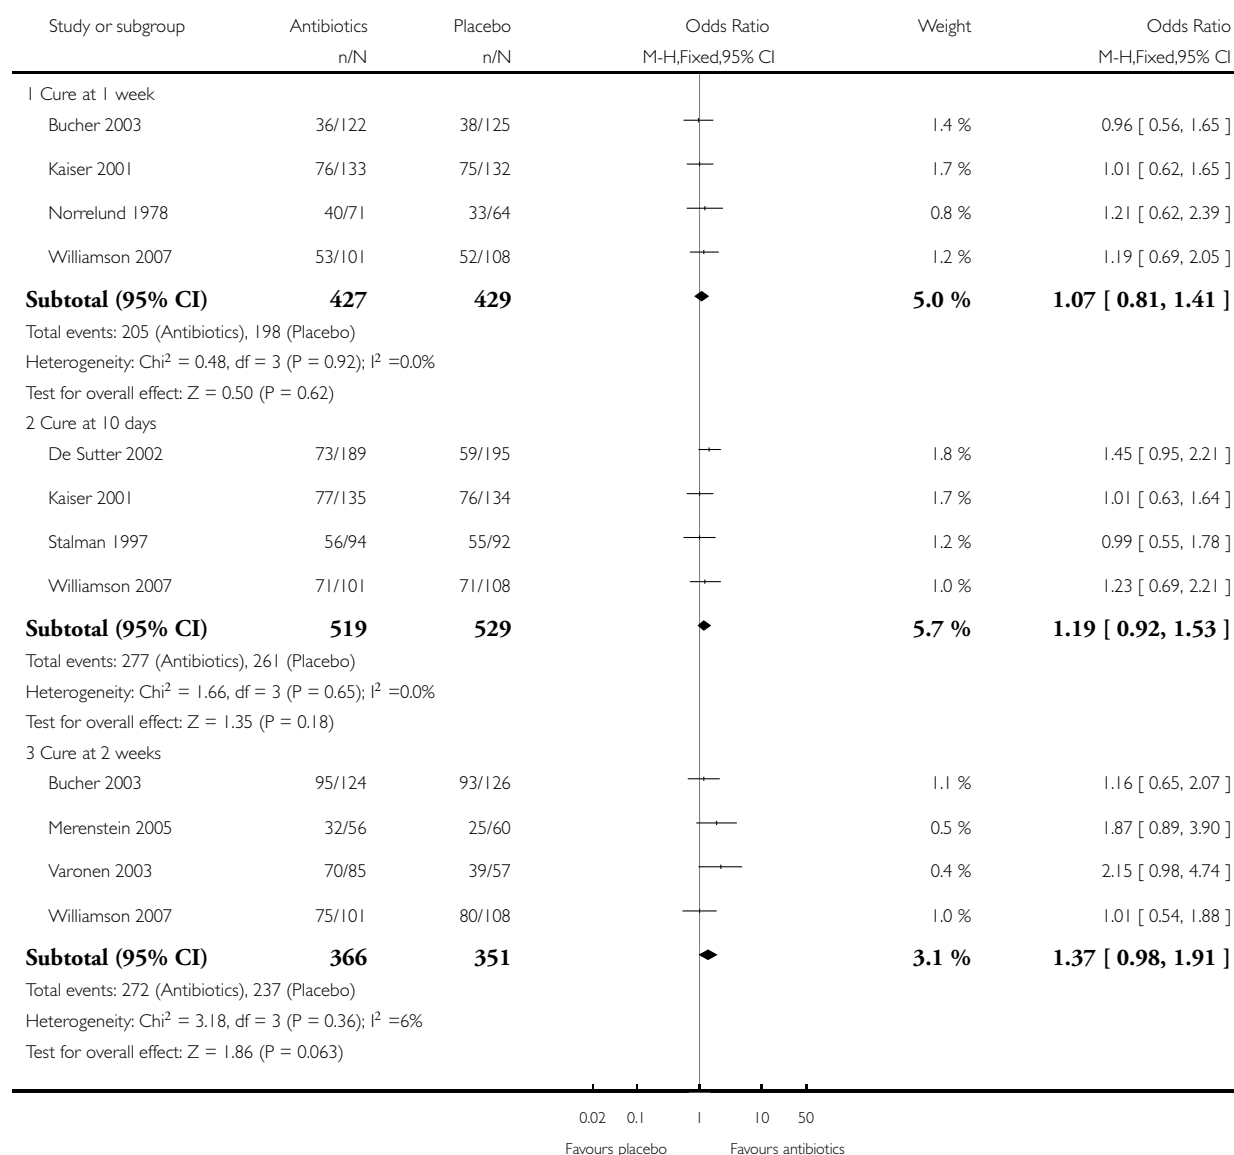 Study or subgroup Antibiotics Placebo Odds Ratio Weight Odds Ratio
n/N n/N M-H,Fixed,95% CI M-H,Fixed,95% CI
1 Cure at 1 week
Bucher 2003 36/122 38/125 1.4 % 0.96 [ 0.56, 1.65 ]
Kaiser 2001 76/133 75/132 1.7 % 1.01 [ 0.62, 1.65 ]
Norrelund 1978 40/71 33/64 0.8 % 1.21 [ 0.62, 2.39 ]
Williamson 2007 53/101 52/108 1.2 % 1.19 [ 0.69, 2.05 ]
Subtotal (95% CI) 427 429 5.0 % 1.07 [ 0.81, 1.41 ]
Total events: 205 (Antibiotics), 198 (Placebo)
Heterogeneity: Chi² = 0.48, df = 3 (P = 0.92); I² =0.0%
Test for overall effect: Z = 0.50 (P = 0.62)
2 Cure at 10 days
De Sutter 2002 73/189 59/195 1.8 % 1.45 [ 0.95, 2.21 ]
Kaiser 2001 77/135 76/134 1.7 % 1.01 [ 0.63, 1.64 ]
Stalman 1997 56/94 55/92 1.2 % 0.99 [ 0.55, 1.78 ]
Williamson 2007 71/101 71/108 1.0 % 1.23 [ 0.69, 2.21 ]
Subtotal (95% CI) 519 529 5.7 % 1.19 [ 0.92, 1.53 ]
Total events: 277 (Antibiotics), 261 (Placebo)
Heterogeneity: Chi² = 1.66, df = 3 (P = 0.65); I² =0.0%
Test for overall effect: Z = 1.35 (P = 0.18)
3 Cure at 2 weeks
Bucher 2003 95/124 93/126 1.1 % 1.16 [ 0.65, 2.07 ]
Merenstein 2005 32/56 25/60 0.5 % 1.87 [ 0.89, 3.90 ]
Varonen 2003 70/85 39/57 0.4 % 2.15 [ 0.98, 4.74 ]
Williamson 2007 75/101 80/108 1.0 % 1.01 [ 0.54, 1.88 ]
Subtotal (95% CI) 366 351 3.1 % 1.37 [ 0.98, 1.91 ]
Total events: 272 (Antibiotics), 237 (Placebo)
Heterogeneity: Chi² = 3.18, df = 3 (P = 0.36); I² =6%
Test for overall effect: Z = 1.86 (P = 0.063)
0.02 0.1 1 10 50
Favours placebo Favours antibiotics